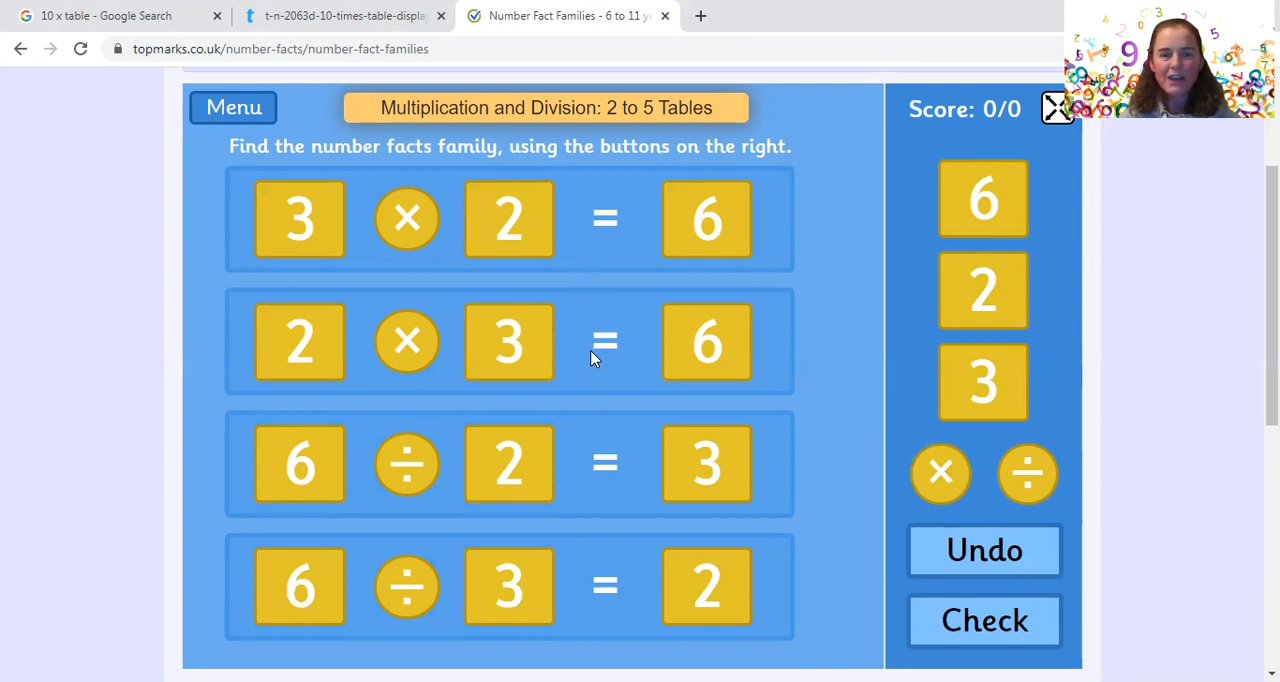 10 x table - Google Search
t-n-2063d-10-times-table-displa
Number Fact Families - 6 to 11 y
topmarks.co.uk/number-facts/number-fact-families
Menu
Multiplication and Division: 2 to 5 Tables
Score: 0/0
Find the number facts family, using the buttons on the right.
3 × 2 = 6
2 × 3 = 6
6 ÷ 2 = 3
6 ÷ 3 = 2
6
2
3
× ÷
Undo
Check